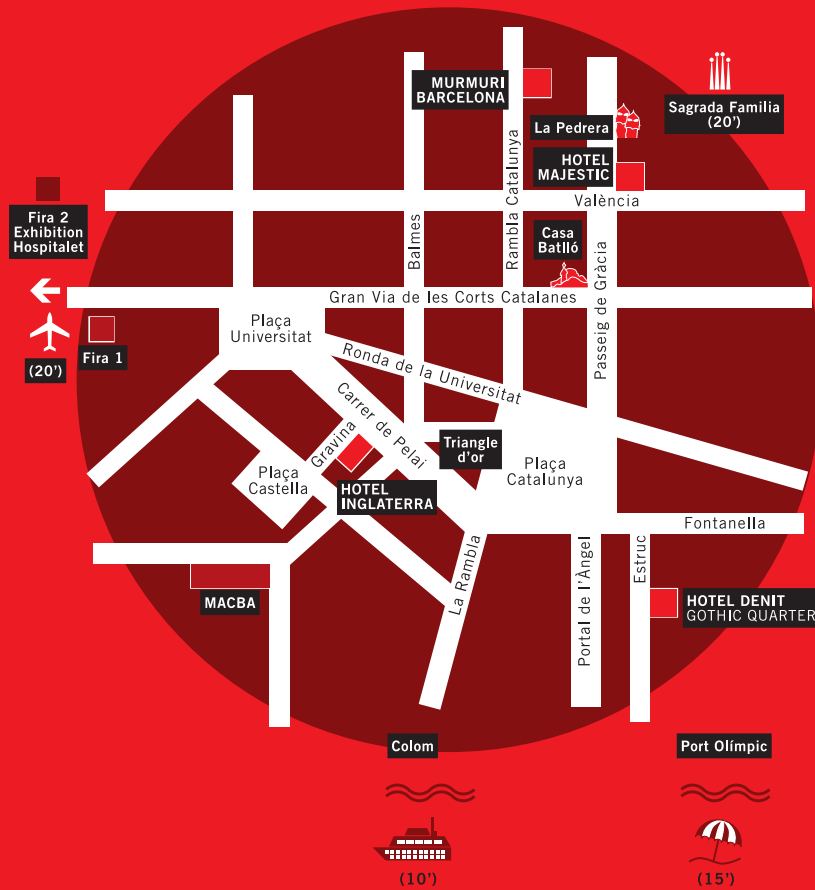 MURMURI
BARCELONA
Sagrada Familia
(20')
La Pedrera
HOTEL
MAJESTIC
València
Fira 2
Exhibition
Hospitalet
Balmes
Rambla Catalunya
Casa
Batlló
Passeig de Gràcia
Gran Via de les Corts Catalanes
Plaça
Universitat
(20')
Fira 1
Ronda de la Universitat
Carrer de Pelai
Gravina
Triangle
d'or
Plaça
Castella
HOTEL
INGLATERRA
Plaça
Catalunya
Fontanella
La Rambla
Portal de l'Àngel
Estruc
MACBA
HOTEL DENIT
GOTHIC QUARTER
Colom
Port Olímpic
(10')
(15')